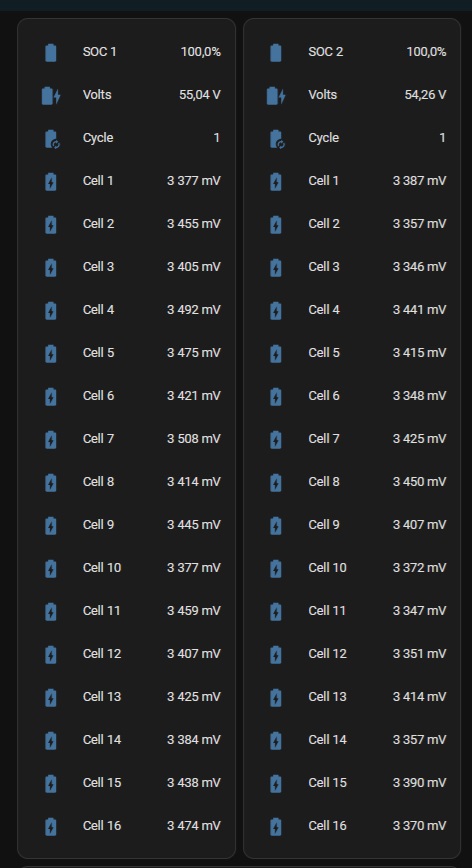 SOC 1 100,0%
Volts 55,04 V
Cycle 1
Cell 1 3 377 mV
Cell 2 3 455 mV
Cell 3 3 405 mV
Cell 4 3 492 mV
Cell 5 3 475 mV
Cell 6 3 421 mV
Cell 7 3 508 mV
Cell 8 3 414 mV
Cell 9 3 445 mV
Cell 10 3 377 mV
Cell 11 3 459 mV
Cell 12 3 407 mV
Cell 13 3 425 mV
Cell 14 3 384 mV
Cell 15 3 438 mV
Cell 16 3 474 mV
SOC 2 100,0%
Volts 54,26 V
Cycle 1
Cell 1 3 387 mV
Cell 2 3 357 mV
Cell 3 3 346 mV
Cell 4 3 441 mV
Cell 5 3 415 mV
Cell 6 3 348 mV
Cell 7 3 425 mV
Cell 8 3 450 mV
Cell 9 3 407 mV
Cell 10 3 372 mV
Cell 11 3 347 mV
Cell 12 3 351 mV
Cell 13 3 414 mV
Cell 14 3 357 mV
Cell 15 3 390 mV
Cell 16 3 370 mV